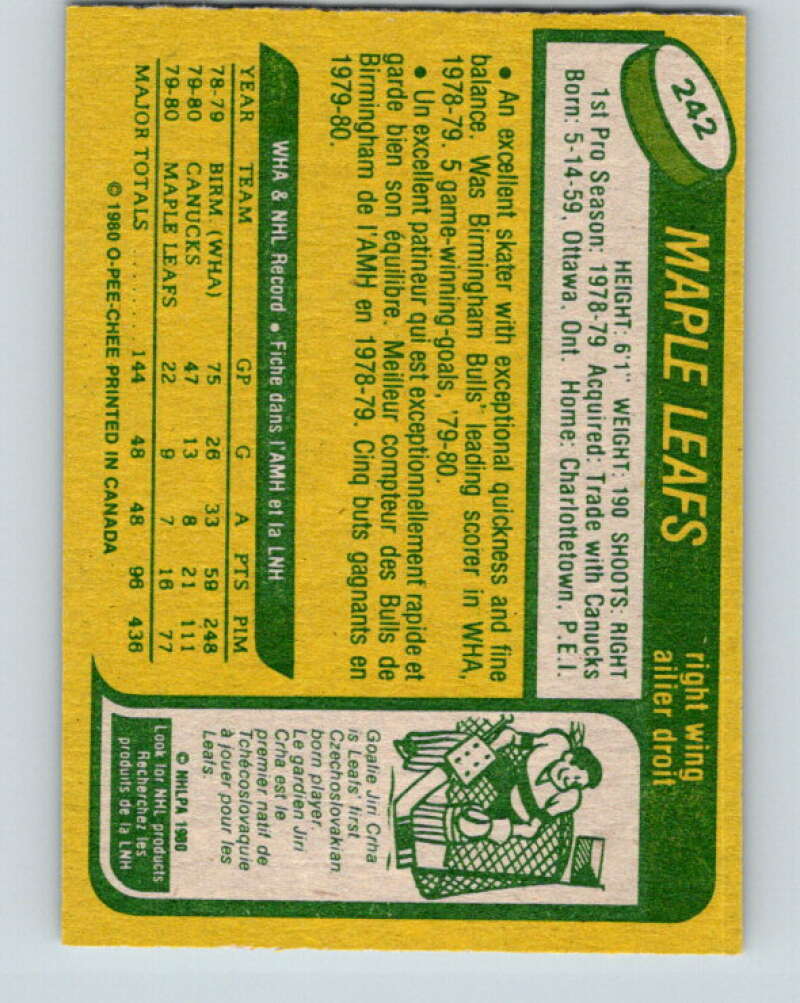 242
MAPLE LEAFS
right wing
ailier droit
HEIGHT: 6'1" WEIGHT: 190 SHOOTS: RIGHT
1st Pro Season: 1978-79 Acquired: Trade with Canucks
Born: 5-14-59, Ottawa, Ont. Home: Charlottetown, P.E.I.
• An excellent skater with exceptional quickness and fine
balance. Was Birmingham Bulls' leading scorer in WHA,
1978-79. 5 game-winning-goals, '79-80.
• Un excellent patineur qui est exceptionnellement rapide et
garde bien son équilibre. Meilleur compteur des Bulls de
Birmingham de l'AMH, en 1978-79. Cinq buts gagnants en
1979-80.
WHA & NHL Record • Fiche dans l'AMH et la LNH
YEAR TEAM GP G A PTS PIM
78-79 BIRM (WHA) 75 26 33 59 248
79-80 CANUCKS 47 13 8 21 111
79-80 MAPLE LEAFS 22 9 7 16 77
MAJOR TOTALS ........ 144 48 48 96 436
© 1980 O-PEE-CHEE PRINTED IN CANADA
Goalie Jiri Crha
is Leafs' first
Czechoslovakian
born player.
Le gardien Jiri
Crha est le
premier natif de
Tchécoslovaquie
à jouer pour les
Leafs.
© NHLPA 1980
Look for NHL products
Recherchez les
produits de la LNH